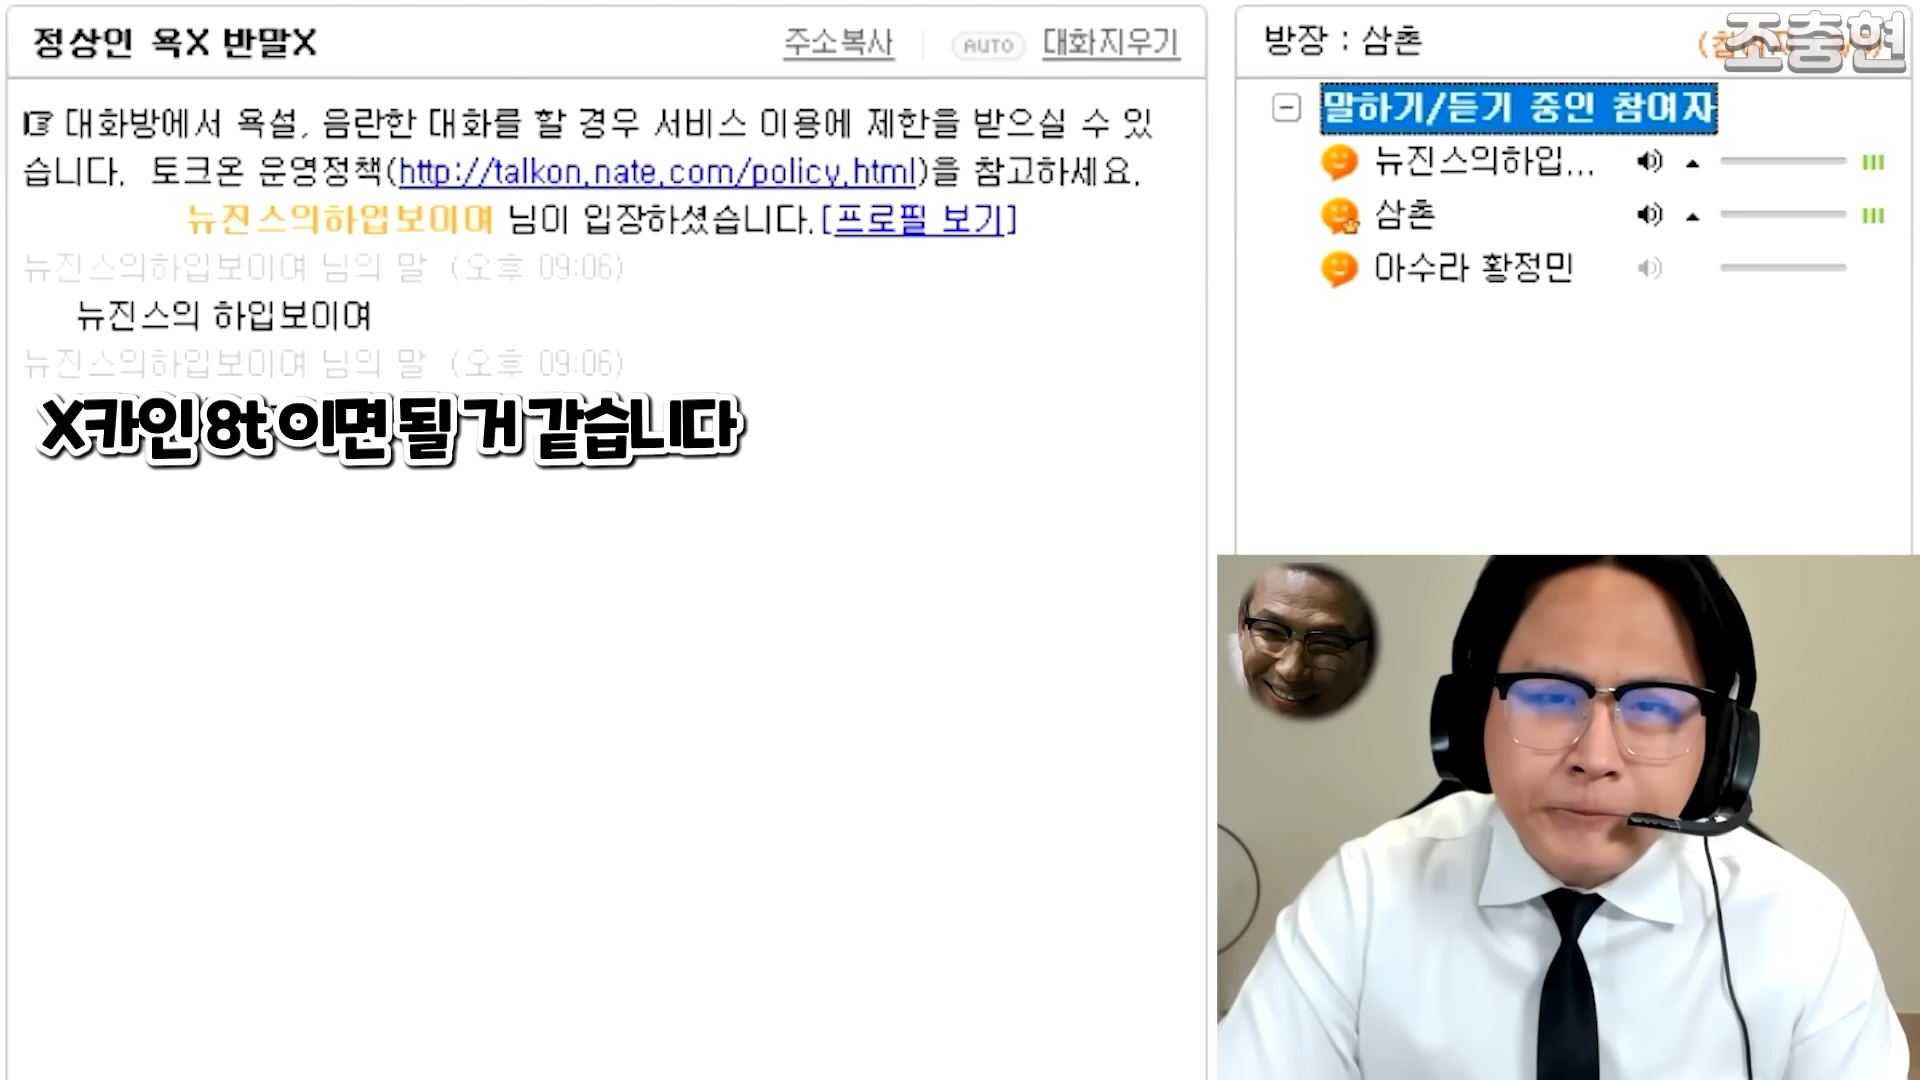 정상인 욕X 반말X
주소복사
AUTO
대화지우기
☞ 대화방에서 욕설, 음란한 대화를 할 경우 서비스 이용에 제한을 받으실 수 있
습니다. 토크온 운영정책(http://talkon.nate.com/policy.html)을 참고하세요.
뉴진스의하입보이여 님이 입장하셨습니다.[프로필 보기]
뉴진스의하입보이여 님의 말 (오후 09:06)
뉴진스의 하입보이여
뉴진스의하입보이여 님의 말 (오후 09:06)
X카인 8t 이면 될 거 같습니다
방장 : 삼촌
조충현
말하기/듣기 중인 참여자
뉴진스의하입...
삼촌
아수라 황정민